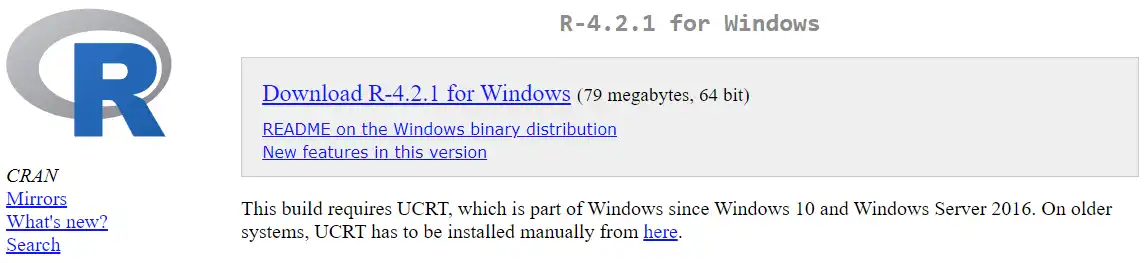 R
R-4.2.1 for Windows
Download R-4.2.1 for Windows (79 megabytes, 64 bit)
README on the Windows binary distribution
New features in this version
CRAN
Mirrors
What's new?
Search
This build requires UCRT, which is part of Windows since Windows 10 and Windows Server 2016. On older
systems, UCRT has to be installed manually from here.